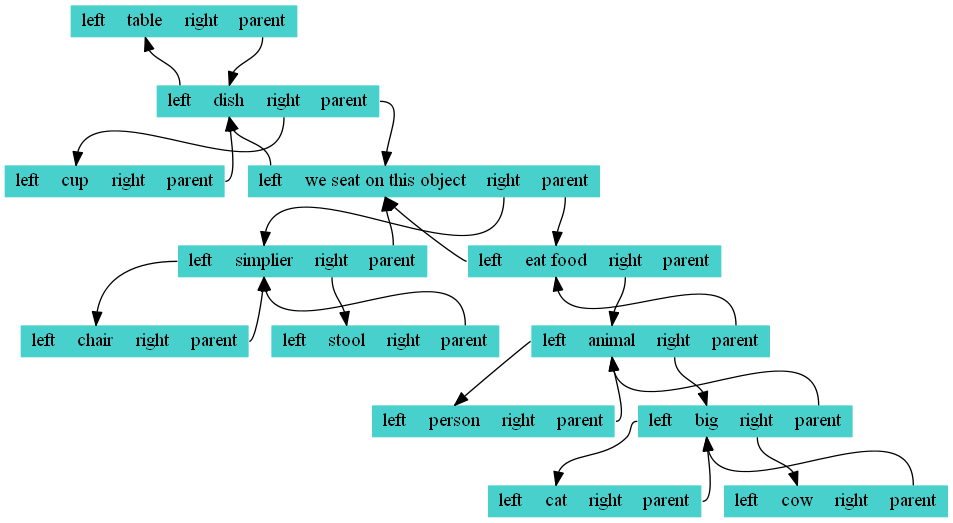 left table right parent
left dish right parent
left cup right parent
left we seat on this object right parent
left simplier right parent
left eat food right parent
left chair right parent
left stool right parent
left animal right parent
left person right parent
left big right parent
left cat right parent
left cow right parent